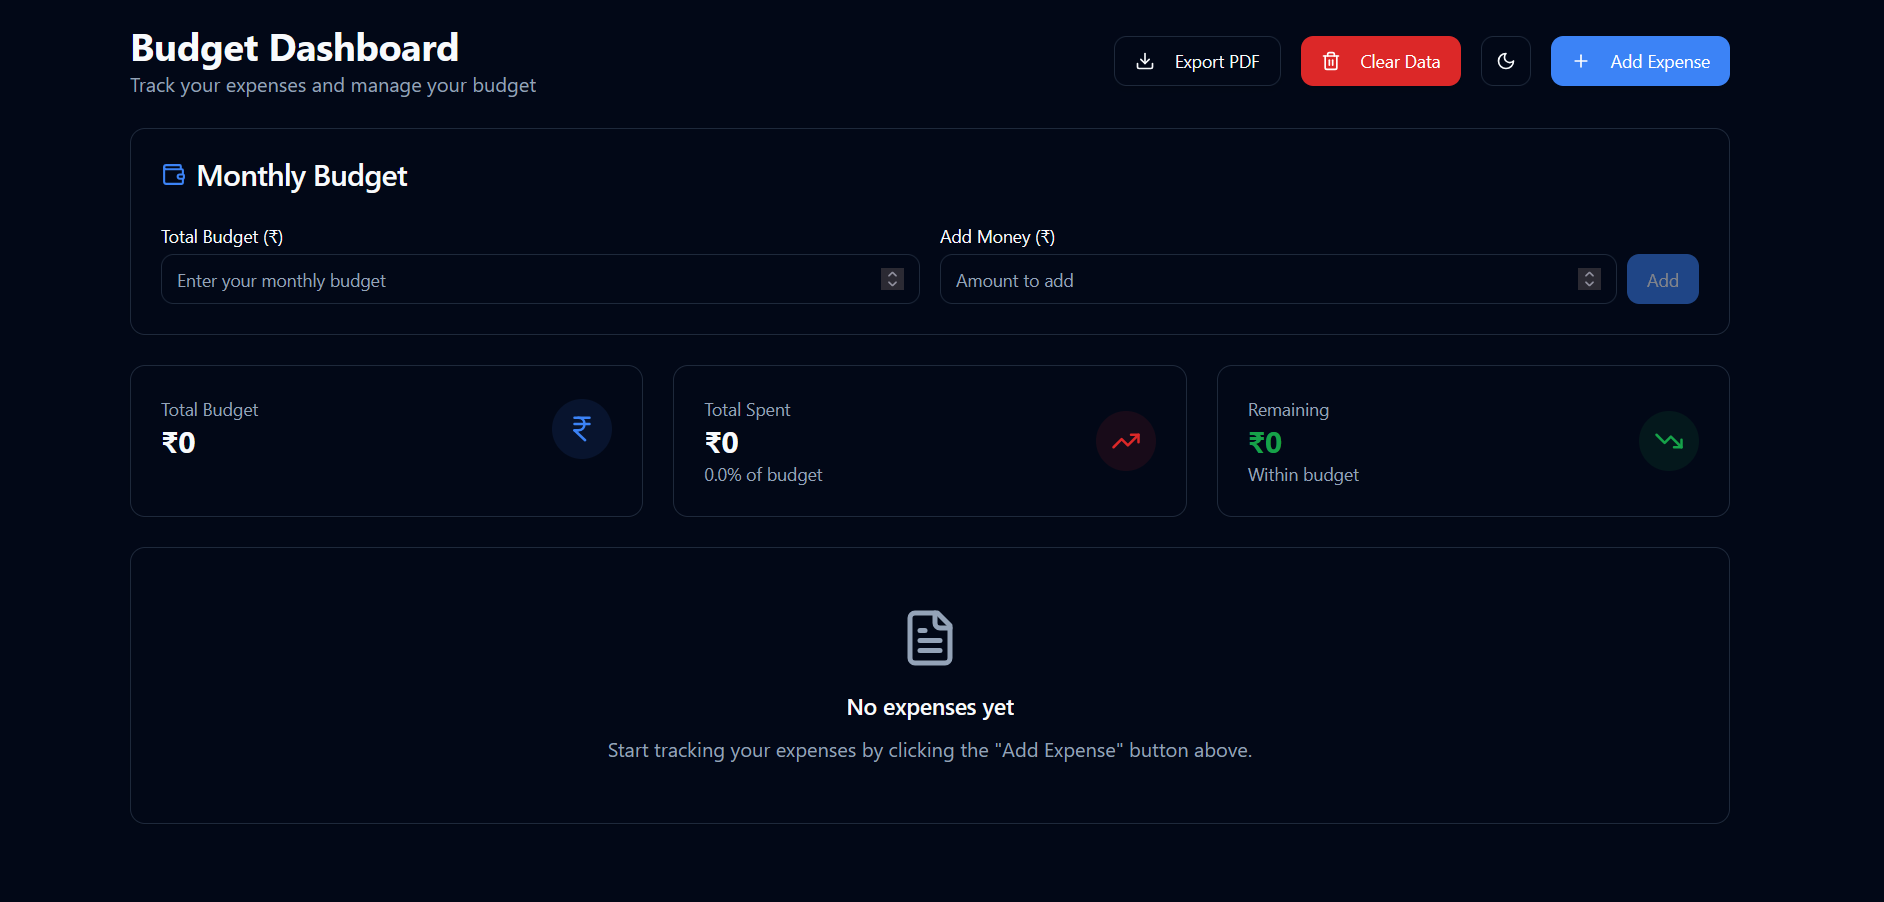 Budget Dashboard
Track your expenses and manage your budget
Export PDF
Clear Data
Add Expense
Monthly Budget
Total Budget (₹)
Enter your monthly budget
Add Money (₹)
Amount to add
Add
Total Budget
₹0
₹
Total Spent
₹0
0.0% of budget
Remaining
₹0
Within budget
No expenses yet
Start tracking your expenses by clicking the "Add Expense" button above.